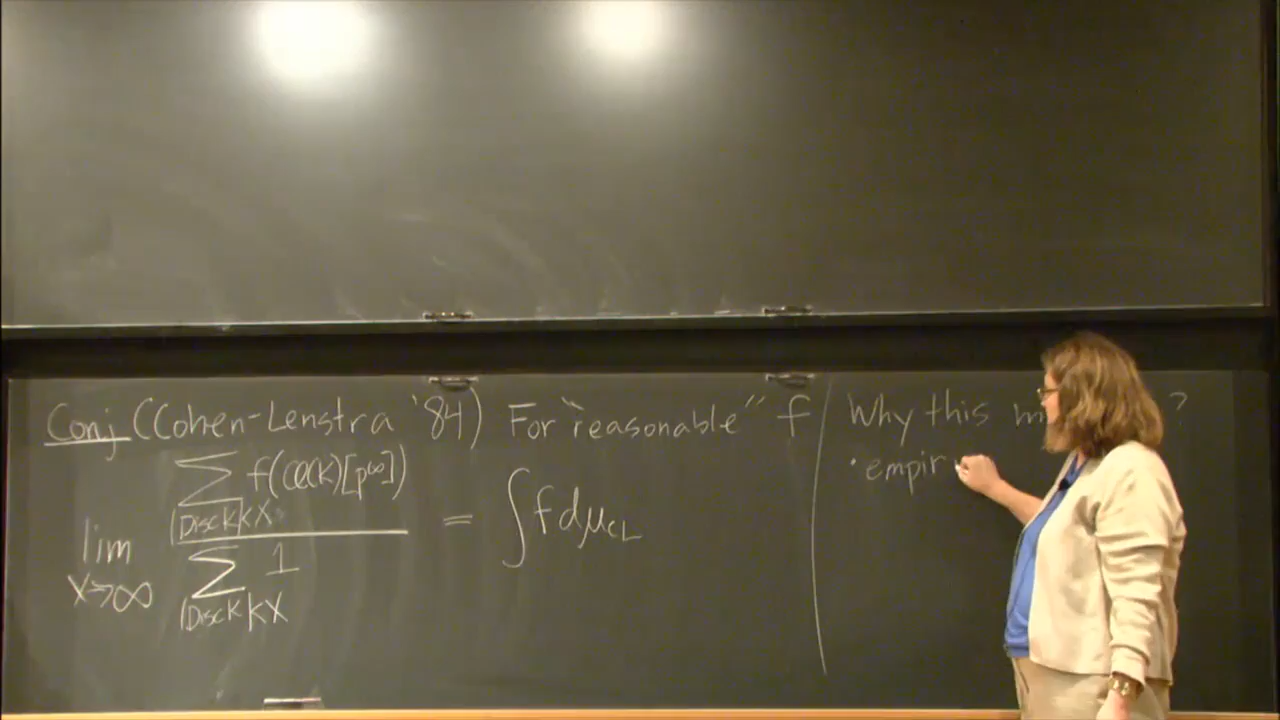 Conj (Cohen-Lenstra '84) For "reasonable" f
lim X→∞ ∑ |Disc K|<X f(Cl(K)[p^∞]) / ∑ |Disc K|<X 1 = ∫ f dμ_CL
Why this ?
· empir